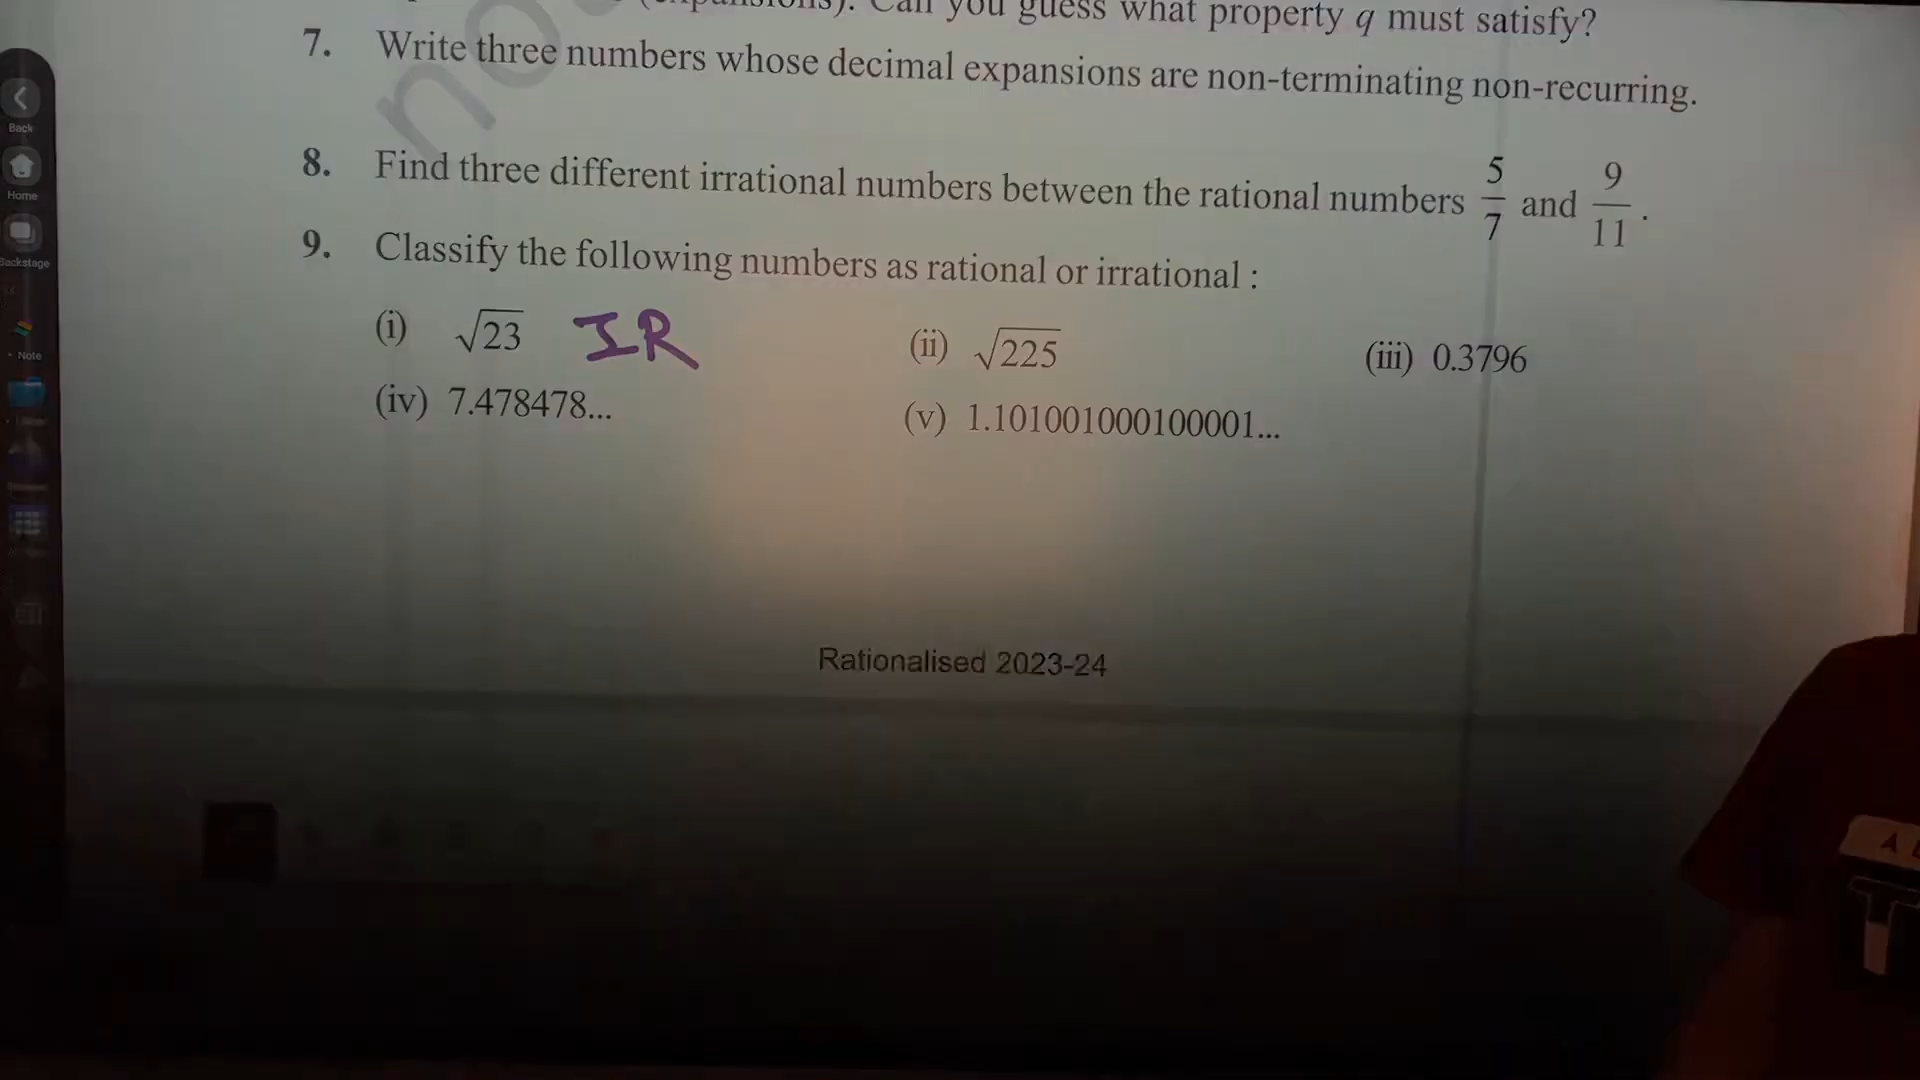 (expansions). Can you guess what property q must satisfy?
7. Write three numbers whose decimal expansions are non-terminating non-recurring.
8. Find three different irrational numbers between the rational numbers 5/7 and 9/11.
9. Classify the following numbers as rational or irrational :
(i) √23 IR (ii) √225 (iii) 0.3796
(iv) 7.478478... (v) 1.101001000100001...
Rationalised 2023-24
Back
Home
Backstage
Note